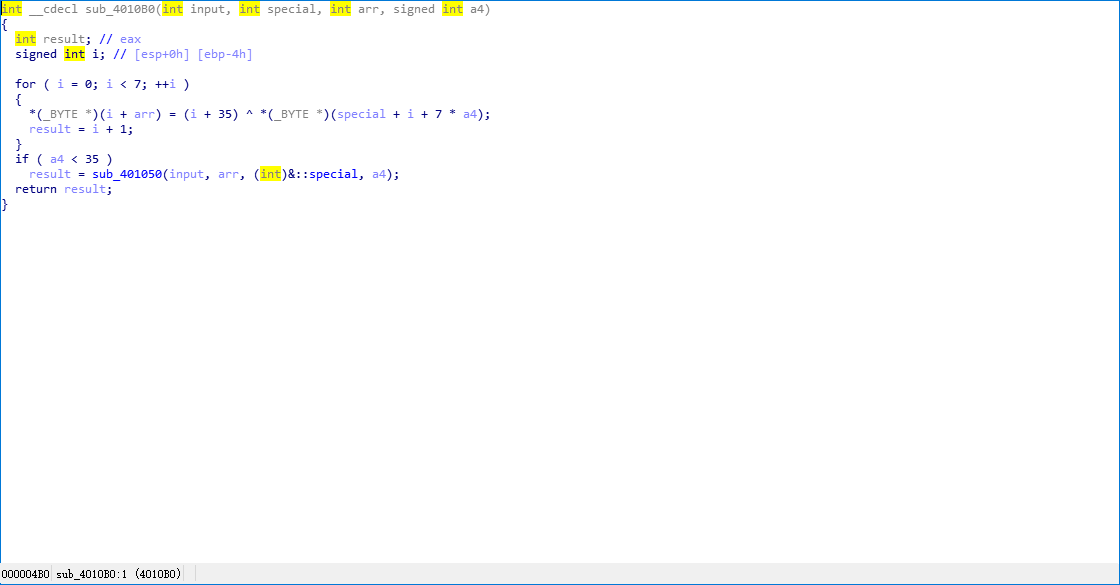 int __cdecl sub_4010B0(int input, int special, int arr, signed int a4)
{
  int result; // eax
  signed int i; // [esp+0h] [ebp-4h]

  for ( i = 0; i < 7; ++i )
  {
    *(_BYTE *)(i + arr) = (i + 35) ^ *(_BYTE *)(special + i + 7 * a4);
    result = i + 1;
  }
  if ( a4 < 35 )
    result = sub_401050(input, arr, (int)&::special, a4);
  return result;
}
000004B0 sub_4010B0:1 (4010B0)